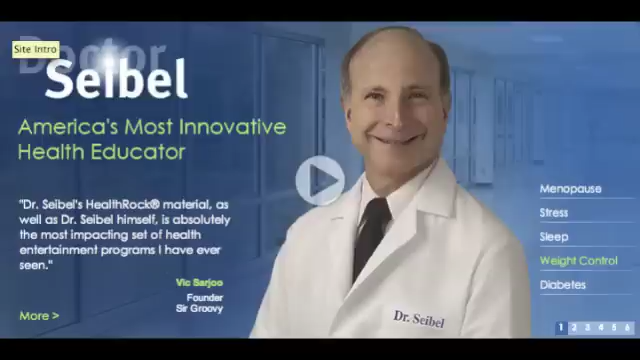 Site Intro
Doctor
Seibel
America's Most Innovative
Health Educator
"Dr. Seibel's HealthRock® material, as
well as Dr. Seibel himself, is absolutely
the most impacting set of health
entertainment programs I have ever
seen."
Vic Sarjoo
Founder
Sir Groovy
More >
Dr. Seibel
Menopause
Stress
Sleep
Weight Control
Diabetes
1 2 3 4 5 6